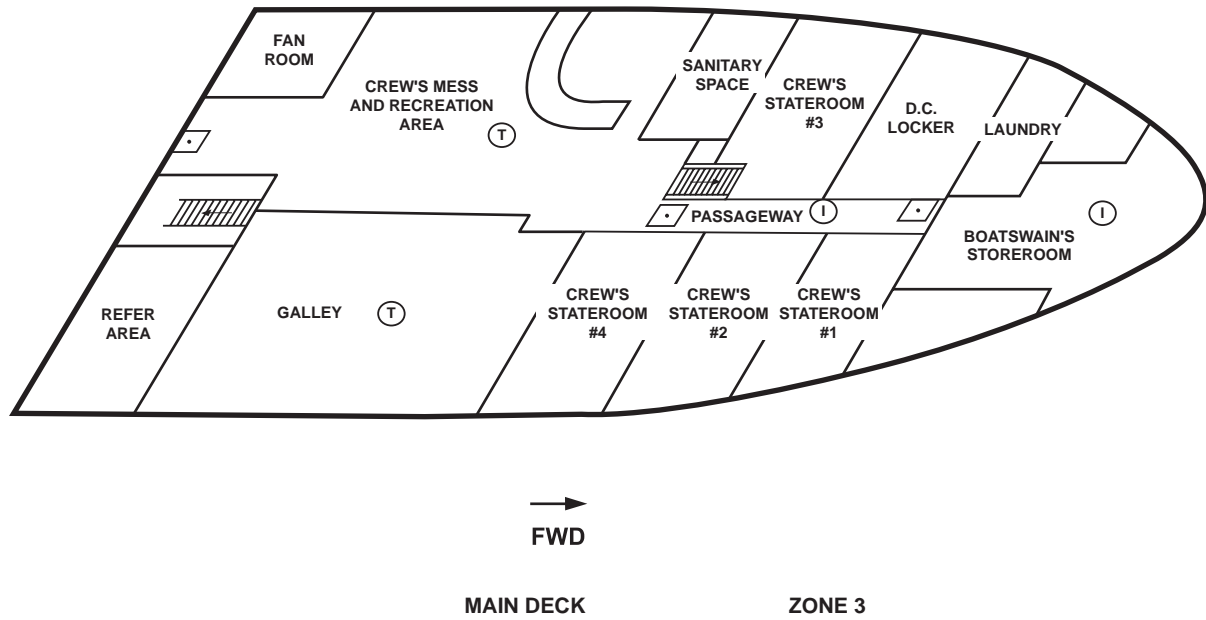 FAN
ROOM
CREW'S MESS
AND RECREATION
AREA
T
SANITARY
SPACE
CREW'S
STATEROOM
#3
D.C.
LOCKER
LAUNDRY
PASSAGEWAY
I
I
BOATSWAIN'S
STOREROOM
REFER
AREA
GALLEY
T
CREW'S
STATEROOM
#4
CREW'S
STATEROOM
#2
CREW'S
STATEROOM
#1
FWD
MAIN DECK
ZONE 3